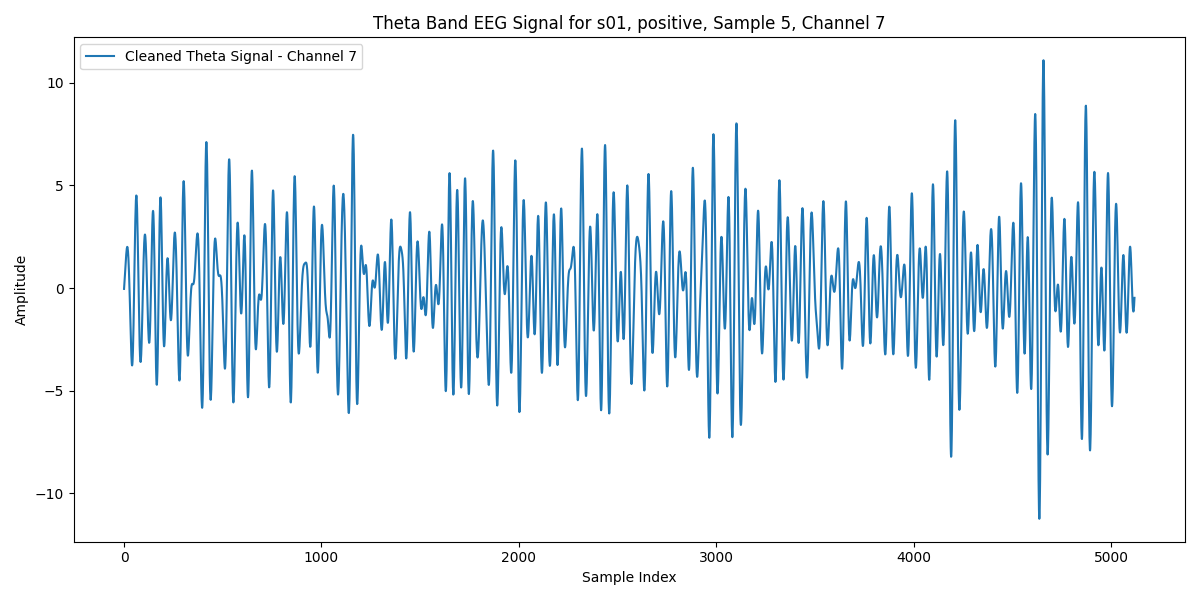 Theta Band EEG Signal for s01, positive, Sample 5, Channel 7
Cleaned Theta Signal - Channel 7
10
5
0
−5
−10
Amplitude
0 1000 2000 3000 4000 5000
Sample Index